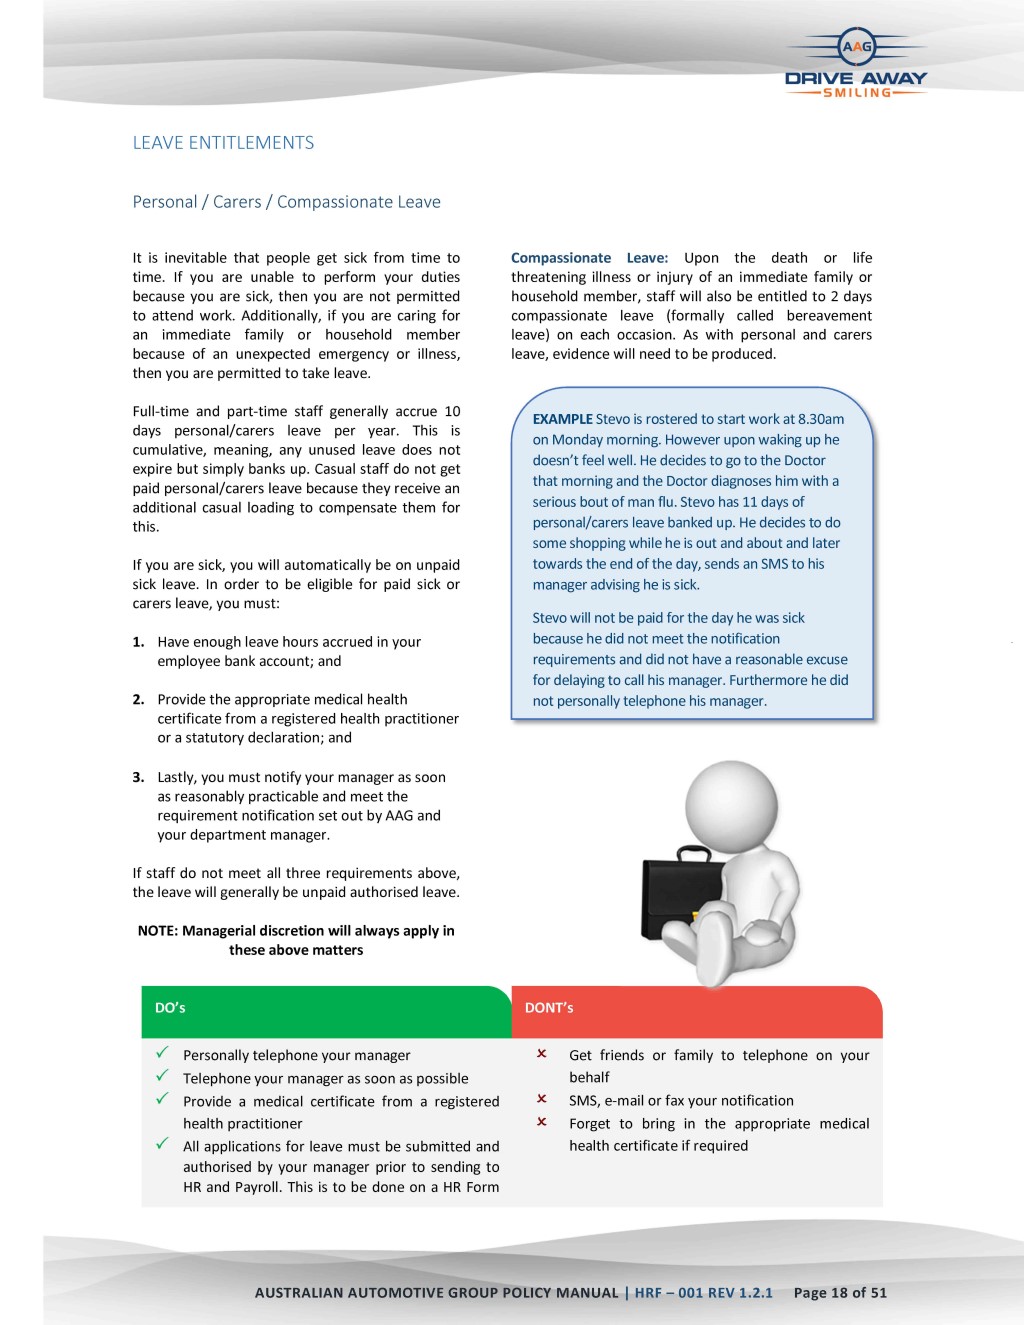 AAG
DRIVE AWAY
SMILING
LEAVE ENTITLEMENTS
Personal / Carers / Compassionate Leave
It is inevitable that people get sick from time to
time. If you are unable to perform your duties
because you are sick, then you are not permitted
to attend work. Additionally, if you are caring for
an immediate family or household member
because of an unexpected emergency or illness,
then you are permitted to take leave.
Full-time and part-time staff generally accrue 10
days personal/carers leave per year. This is
cumulative, meaning, any unused leave does not
expire but simply banks up. Casual staff do not get
paid personal/carers leave because they receive an
additional casual loading to compensate them for
this.
If you are sick, you will automatically be on unpaid
sick leave. In order to be eligible for paid sick or
carers leave, you must:
1. Have enough leave hours accrued in your
employee bank account; and
2. Provide the appropriate medical health
certificate from a registered health practitioner
or a statutory declaration; and
3. Lastly, you must notify your manager as soon
as reasonably practicable and meet the
requirement notification set out by AAG and
your department manager.
If staff do not meet all three requirements above,
the leave will generally be unpaid authorised leave.
NOTE: Managerial discretion will always apply in
these above matters
Compassionate Leave: Upon the death or life
threatening illness or injury of an immediate family or
household member, staff will also be entitled to 2 days
compassionate leave (formally called bereavement
leave) on each occasion. As with personal and carers
leave, evidence will need to be produced.
EXAMPLE Stevo is rostered to start work at 8.30am
on Monday morning. However upon waking up he
doesn't feel well. He decides to go to the Doctor
that morning and the Doctor diagnoses him with a
serious bout of man flu. Stevo has 11 days of
personal/carers leave banked up. He decides to do
some shopping while he is out and about and later
towards the end of the day, sends an SMS to his
manager advising he is sick.
Stevo will not be paid for the day he was sick
because he did not meet the notification
requirements and did not have a reasonable excuse
for delaying to call his manager. Furthermore he did
not personally telephone his manager.
DO's
✓ Personally telephone your manager
✓ Telephone your manager as soon as possible
✓ Provide a medical certificate from a registered
health practitioner
✓ All applications for leave must be submitted and
authorised by your manager prior to sending to
HR and Payroll. This is to be done on a HR Form
DONT's
✗ Get friends or family to telephone on your
behalf
✗ SMS, e-mail or fax your notification
✗ Forget to bring in the appropriate medical
health certificate if required
AUSTRALIAN AUTOMOTIVE GROUP POLICY MANUAL | HRF – 001 REV 1.2.1 Page 18 of 51